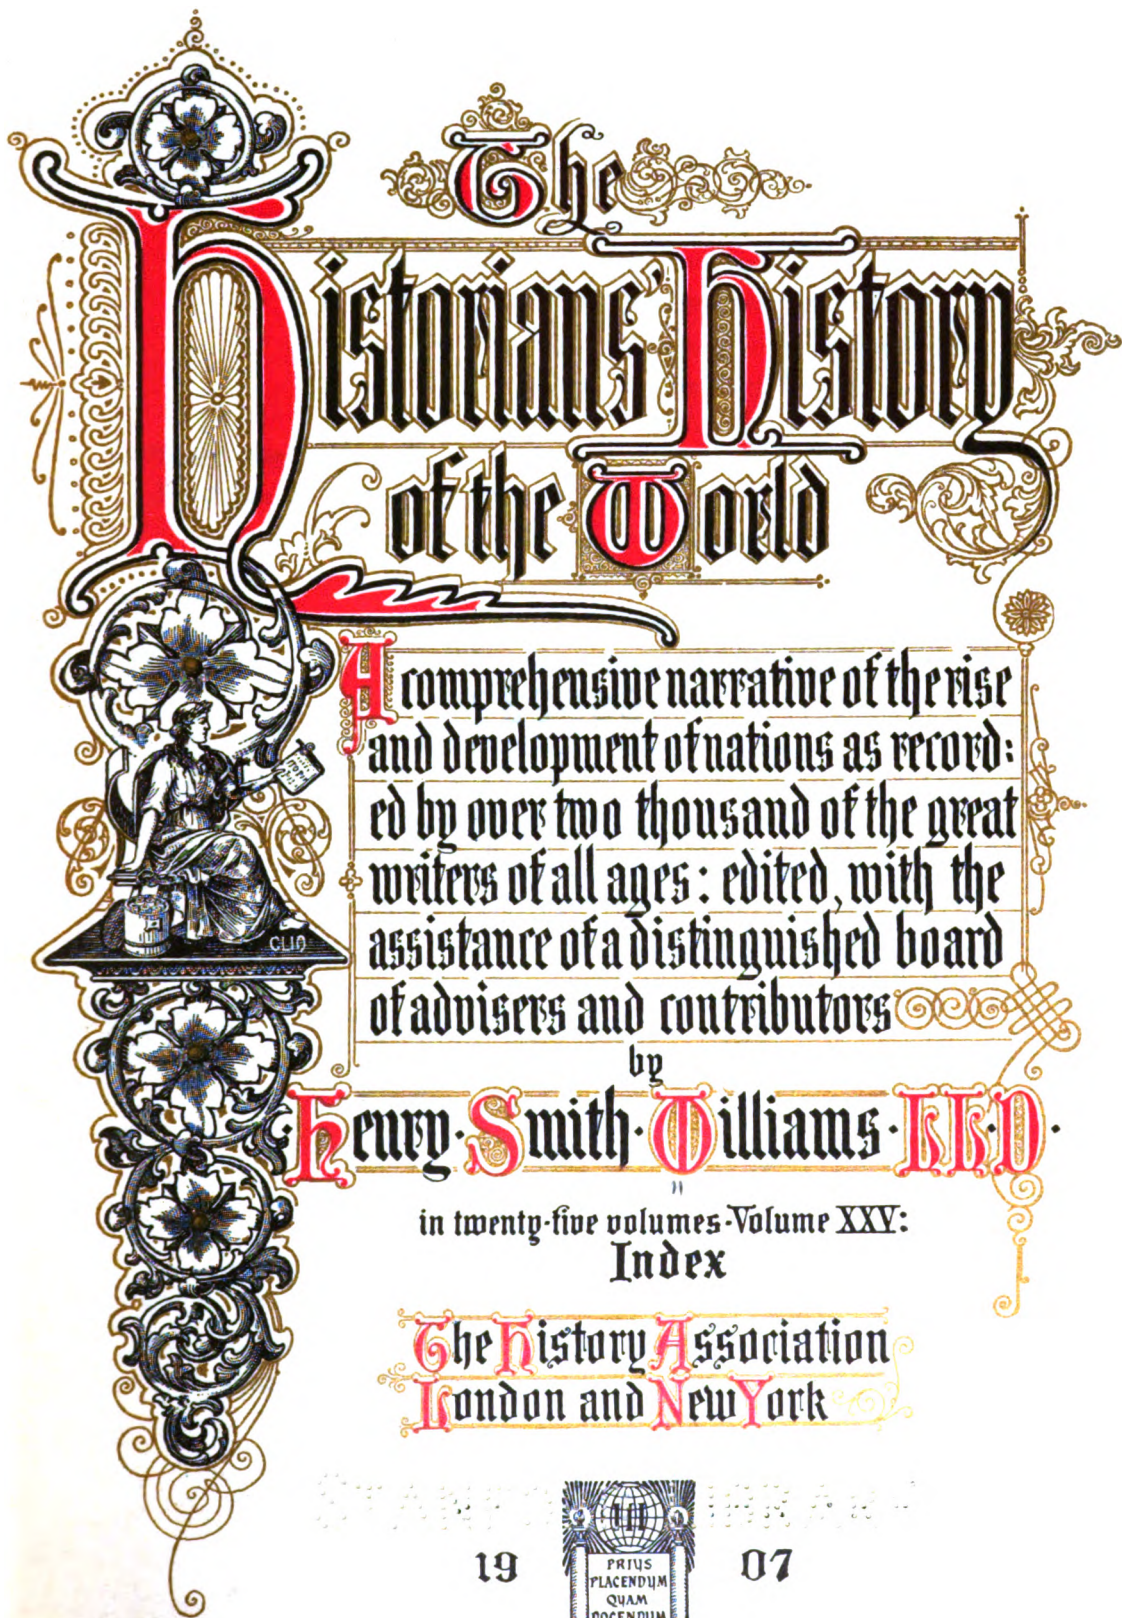 The
Historians' History
of the World
A comprehensive narrative of the rise
and development of nations as record:
ed by over two thousand of the great
writers of all ages: edited, with the
assistance of a distinguished board
of advisers and contributors
by
Henry · Smith · Williams · LL · D ·
in twenty-five volumes - Volume XXV:
Index
The History Association
London and New York
19 07
PRIUS
PLACENDUM
QUAM
DOCENDUM
CLIO